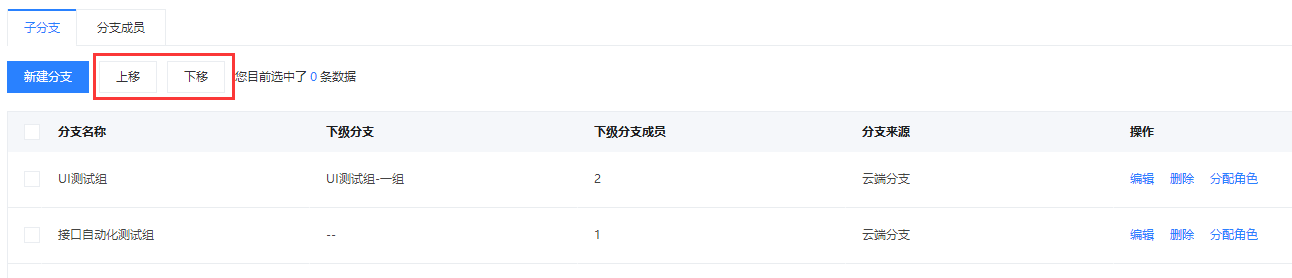 子分支 分支成员
新建分支 上移 下移 您目前选中了 0 条数据
分支名称 下级分支 下级分支成员 分支来源 操作
UI测试组 UI测试组-一组 2 云端分支 编辑 删除 分配角色
接口自动化测试组 -- 1 云端分支 编辑 删除 分配角色